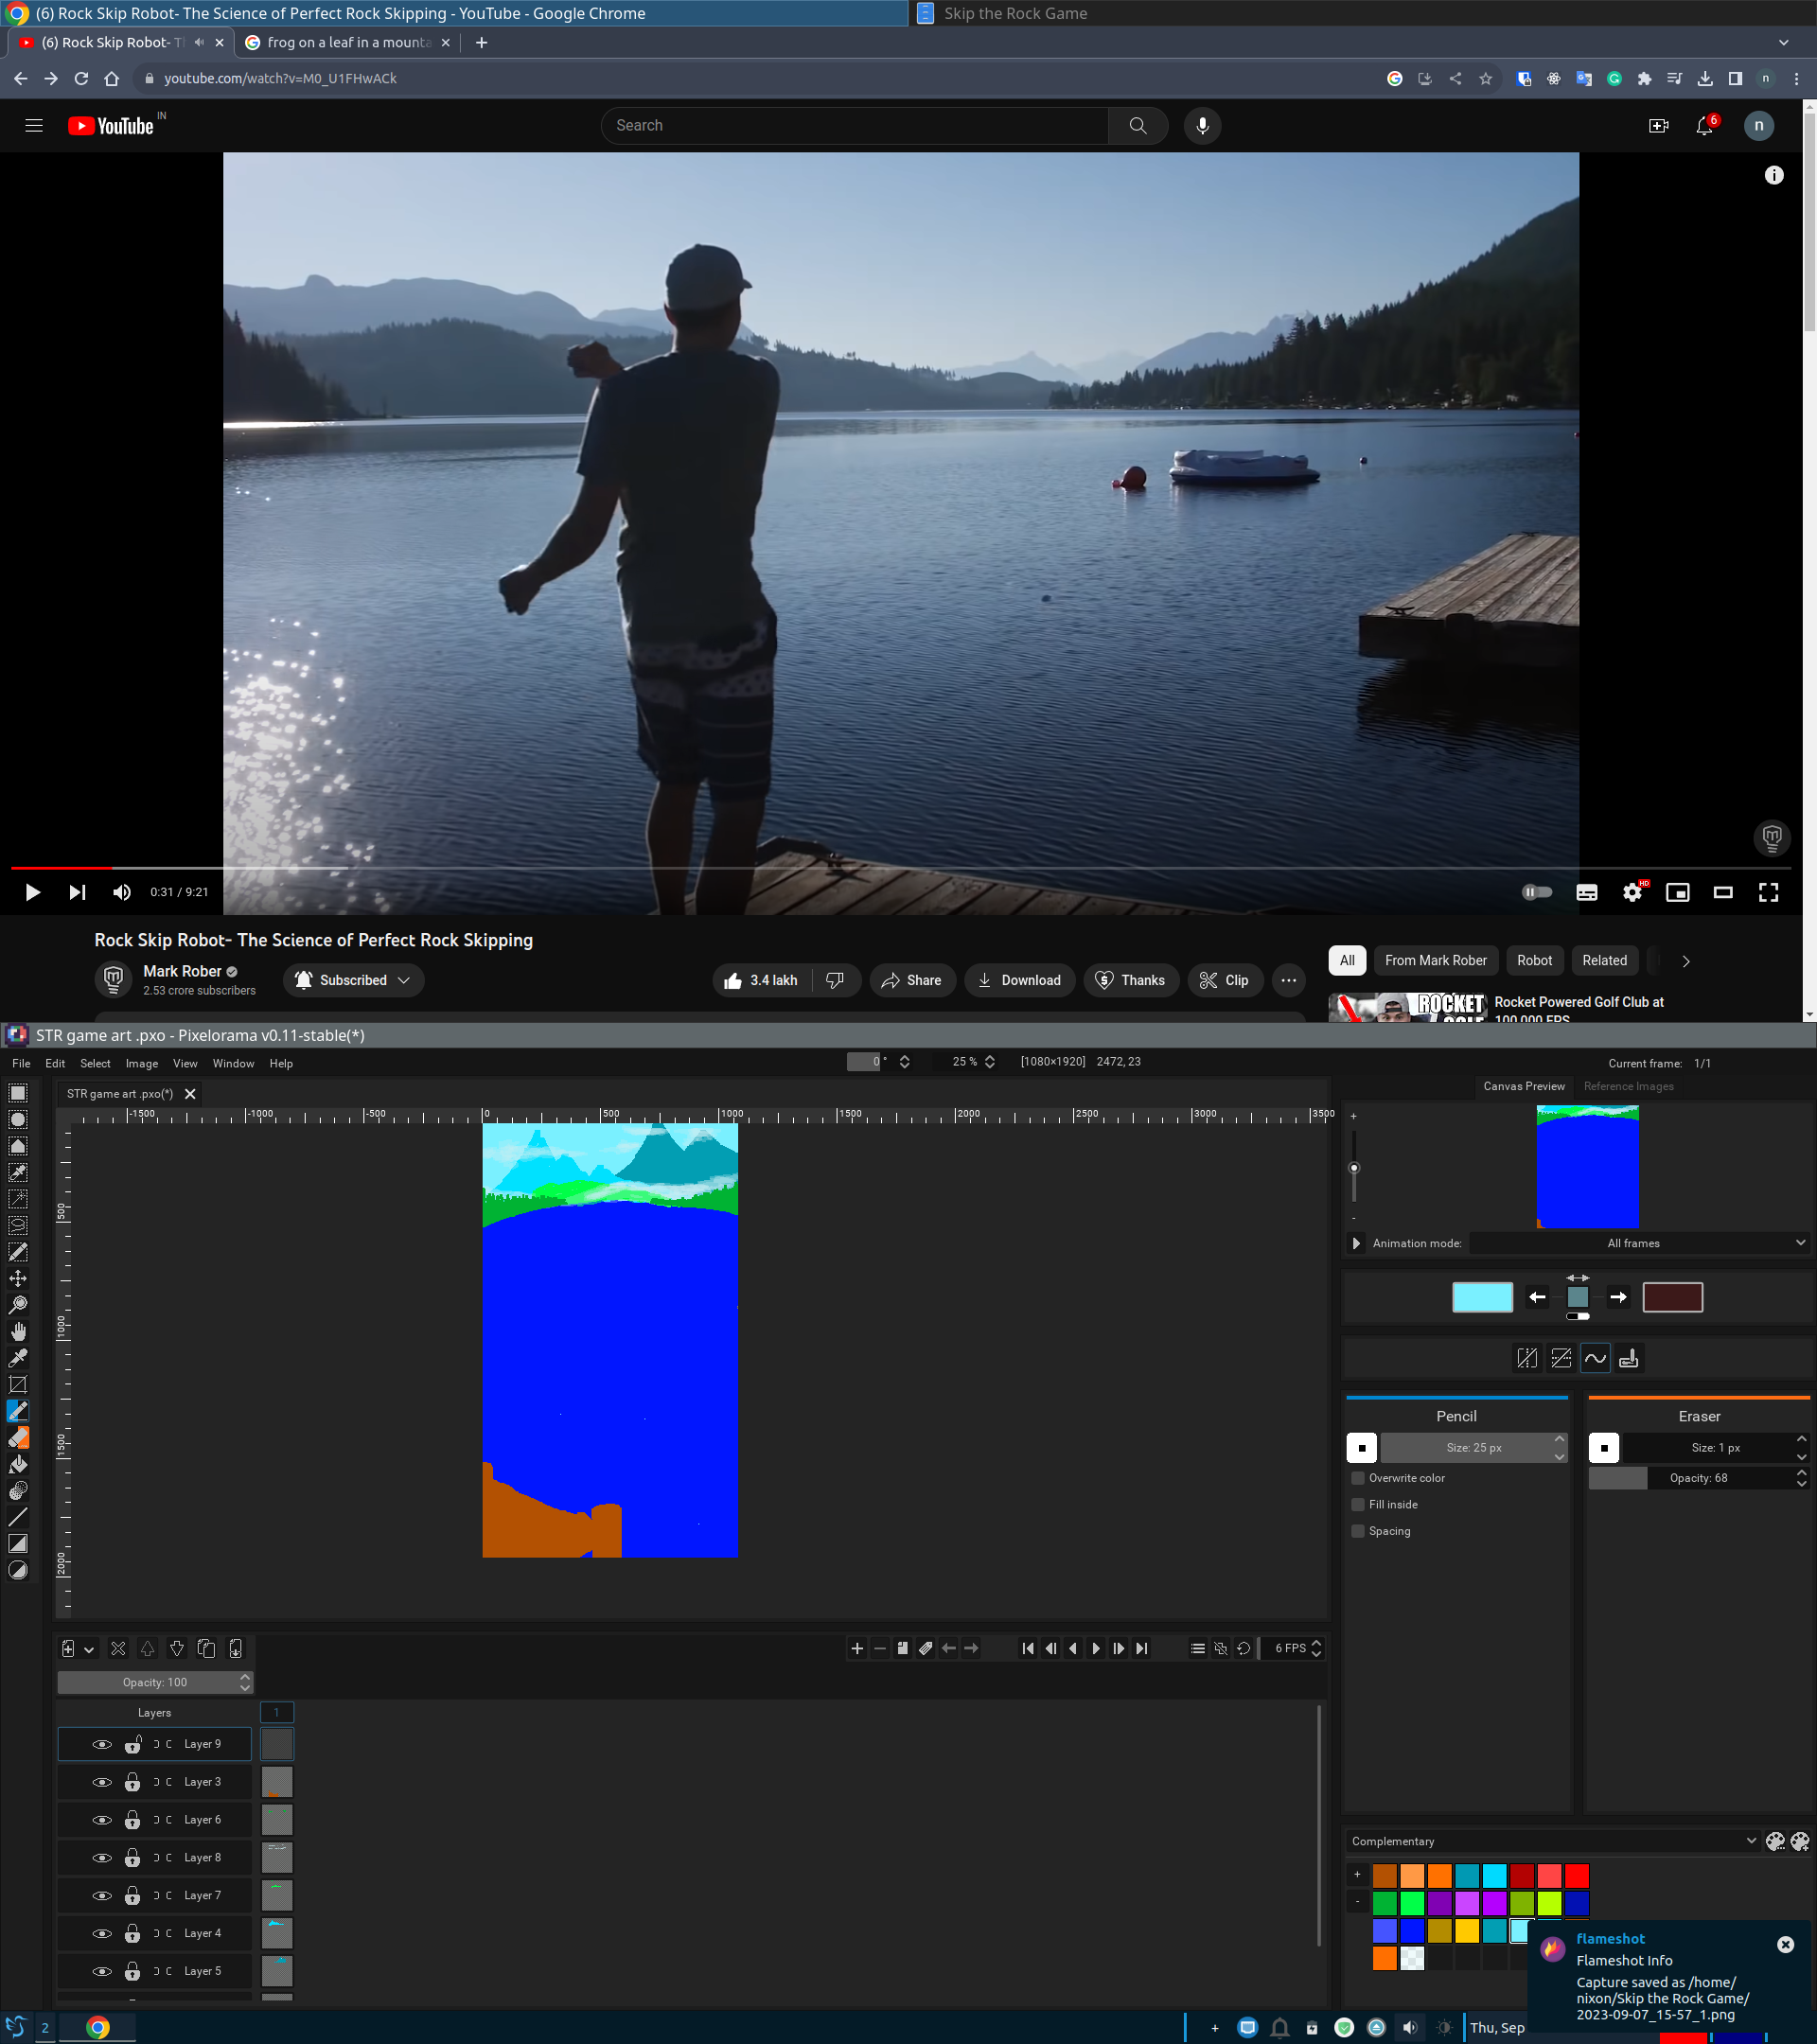 (6) Rock Skip Robot- The Science of Perfect Rock Skipping - YouTube - Google Chrome
Skip the Rock Game
(6) Rock Skip Robot- T
frog on a leaf in a mounta
youtube.com/watch?v=M0_U1FHwACk
n
YouTube IN
Search
6
n
0:31 / 9:21
HD
Rock Skip Robot- The Science of Perfect Rock Skipping
Mark Rober
2.53 crore subscribers
Subscribed
3.4 lakh
Share
Download
Thanks
Clip
All
From Mark Rober
Robot
Related
ROCKET
Rocket Powered Golf Club at
100,000 FPS
STR game art .pxo - Pixelorama v0.11-stable(*)
File Edit Select Image View Window Help
0 °
25 %
[1080×1920] 2472, 23
Current frame: 1/1
STR game art .pxo(*)
Canvas Preview
Reference Images
-1500 -1000 -500 0 500 1000 1500 2000 2500 3000 3500
500
1000
1500
2000
Animation mode:
All frames
Pencil
Size: 25 px
Overwrite color
Fill inside
Spacing
Eraser
Size: 1 px
Opacity: 68
6 FPS
Opacity: 100
Layers
1
Layer 9
Layer 3
Layer 6
Layer 8
Layer 7
Layer 4
Layer 5
Complementary
flameshot
Flameshot Info
Capture saved as /home/
nixon/Skip the Rock Game/
2023-09-07_15-57_1.png
2
Thu, Sep